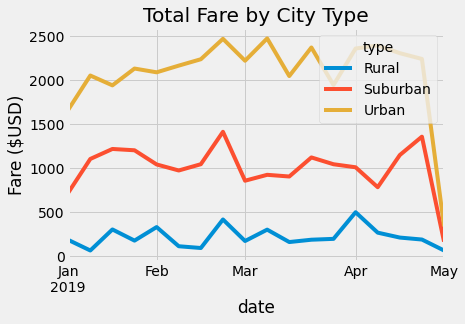 Total Fare by City Type
Fare ($USD)
2500
2000
1500
1000
500
0
type
Rural
Suburban
Urban
Jan
2019
Feb
Mar
Apr
May
date